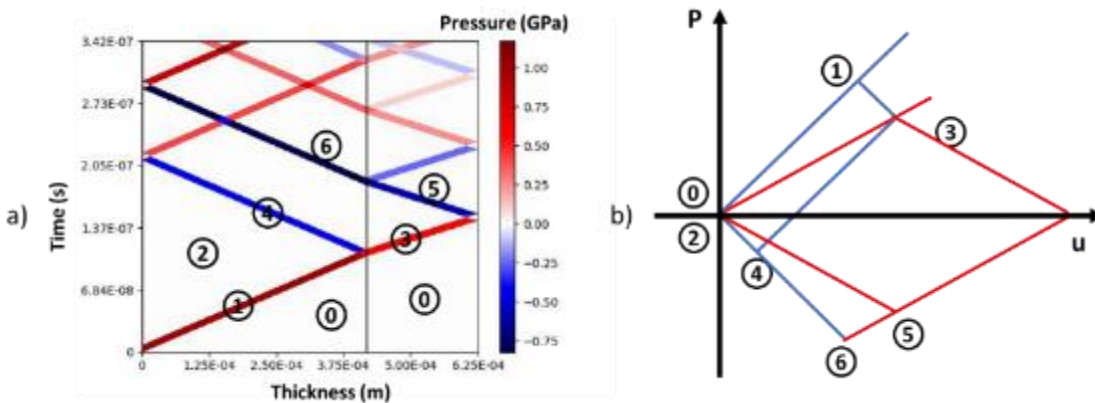 a)
Pressure (GPa)
3.42E-07
2.73E-07
2.05E-07
1.37E-07
6.84E-08
0
Time (s)
0
1.25E-04
2.50E-04
3.75E-04
5.00E-04
6.25E-04
Thickness (m)
1.00
0.75
0.50
0.25
0.00
−0.25
−0.50
−0.75
6
5
4
3
2
1
0
0
b)
P
1
3
0
2
u
4
5
6